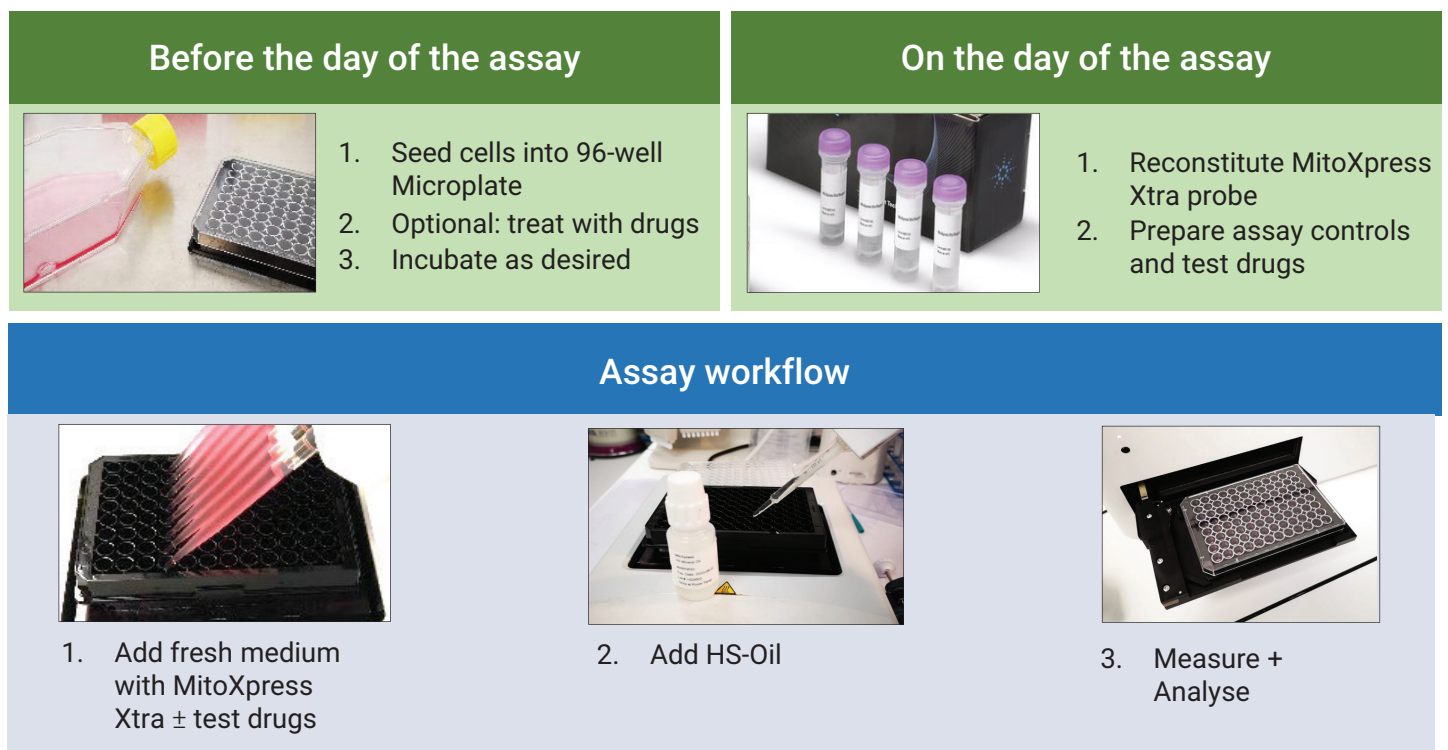 Before the day of the assay
1. Seed cells into 96-well
Microplate
2. Optional: treat with drugs
3. Incubate as desired
On the day of the assay
1. Reconstitute MitoXpress
Xtra probe
2. Prepare assay controls
and test drugs
Assay workflow
1. Add fresh medium
with MitoXpress
Xtra ± test drugs
2. Add HS-Oil
3. Measure +
Analyse